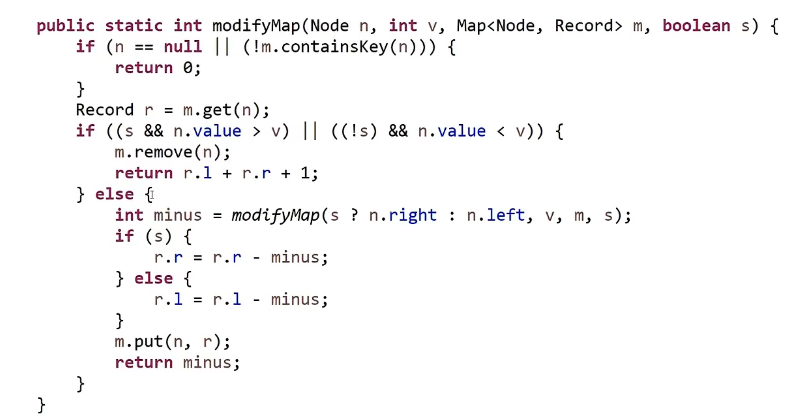 public static int modifyMap(Node n, int v, Map<Node, Record> m, boolean s) {
    if (n == null || (!m.containsKey(n))) {
        return 0;
    }
    Record r = m.get(n);
    if ((s && n.value > v) || ((!s) && n.value < v)) {
        m.remove(n);
        return r.l + r.r + 1;
    } else {
        int minus = modifyMap(s ? n.right : n.left, v, m, s);
        if (s) {
            r.r = r.r - minus;
        } else {
            r.l = r.l - minus;
        }
        m.put(n, r);
        return minus;
    }
}